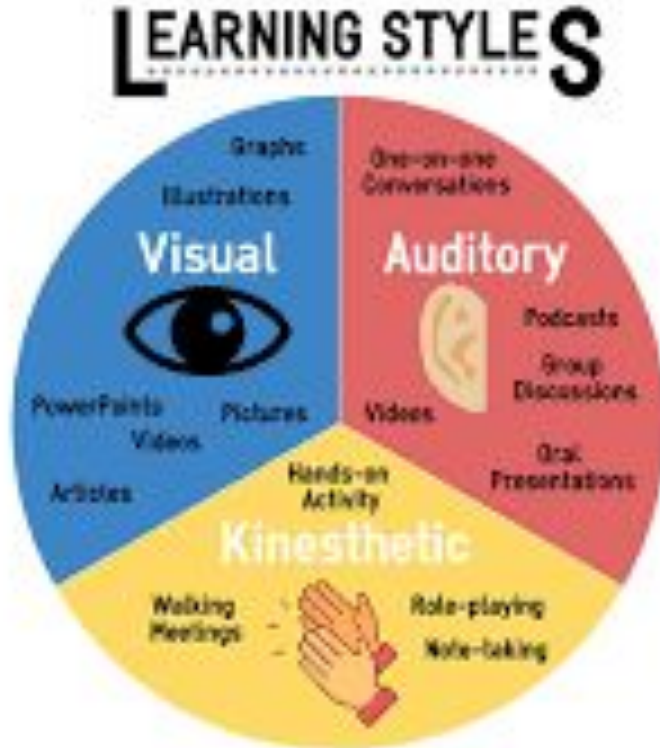 LEARNING STYLES
Graphs
Illustrations
Visual
PowerPoints
Pictures
Videos
Articles
One-on-one
Conversations
Auditory
Podcasts
Group
Discussions
Videos
Oral
Presentations
Hands-on
Activity
Kinesthetic
Walking
Meetings
Role-playing
Note-taking